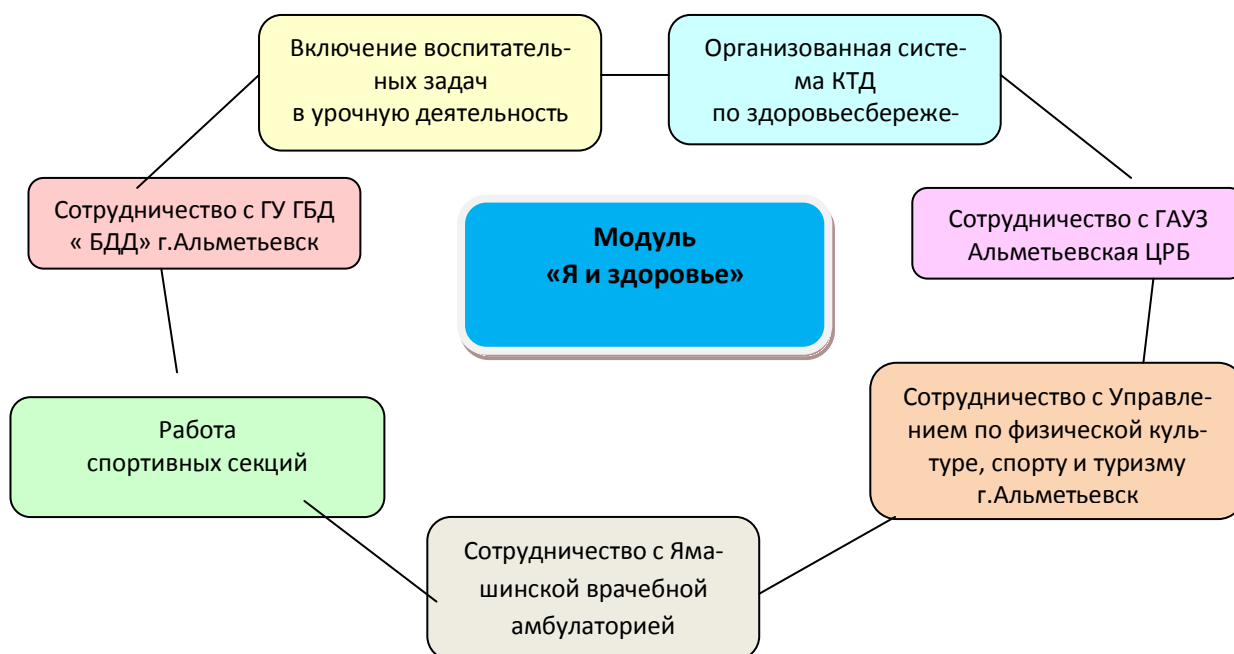 Включение воспитатель-
ных задач
в урочную деятельность
Организованная систе-
ма КТД
по здоровьесбереже-
Сотрудничество с ГУ ГБД
« БДД» г.Альметьевск
Модуль
«Я и здоровье»
Сотрудничество с ГАУЗ
Альметьевская ЦРБ
Работа
спортивных секций
Сотрудничество с Управле-
нием по физической куль-
туре, спорту и туризму
г.Альметьевск
Сотрудничество с Яма-
шинской врачебной
амбулаторией